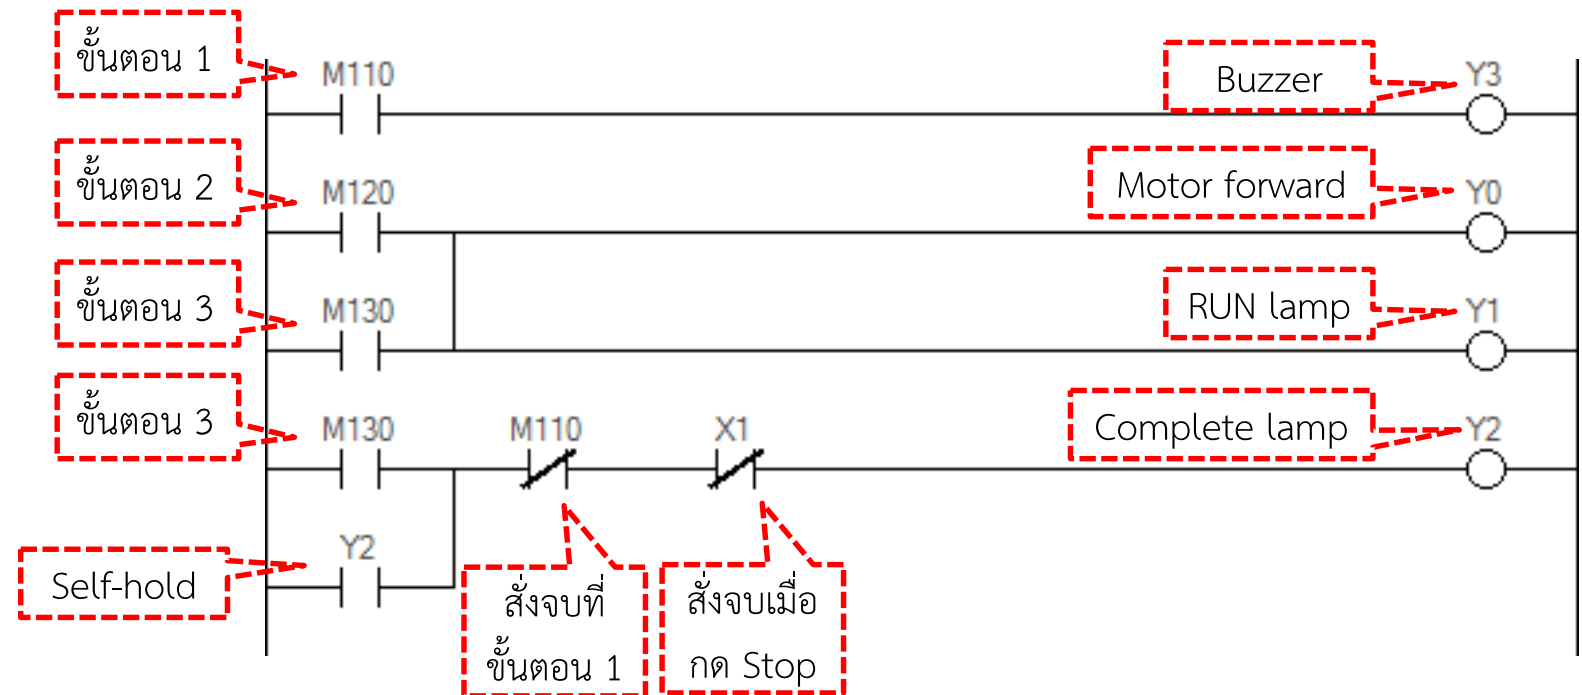 ขั้นตอน 1
M110
Buzzer
Y3
ขั้นตอน 2
M120
Motor forward
Y0
ขั้นตอน 3
M130
RUN lamp
Y1
ขั้นตอน 3
M130
M110
X1
Complete lamp
Y2
Self-hold
Y2
สั่งจบที่
ขั้นตอน 1
สั่งจบเมื่อ
กด Stop